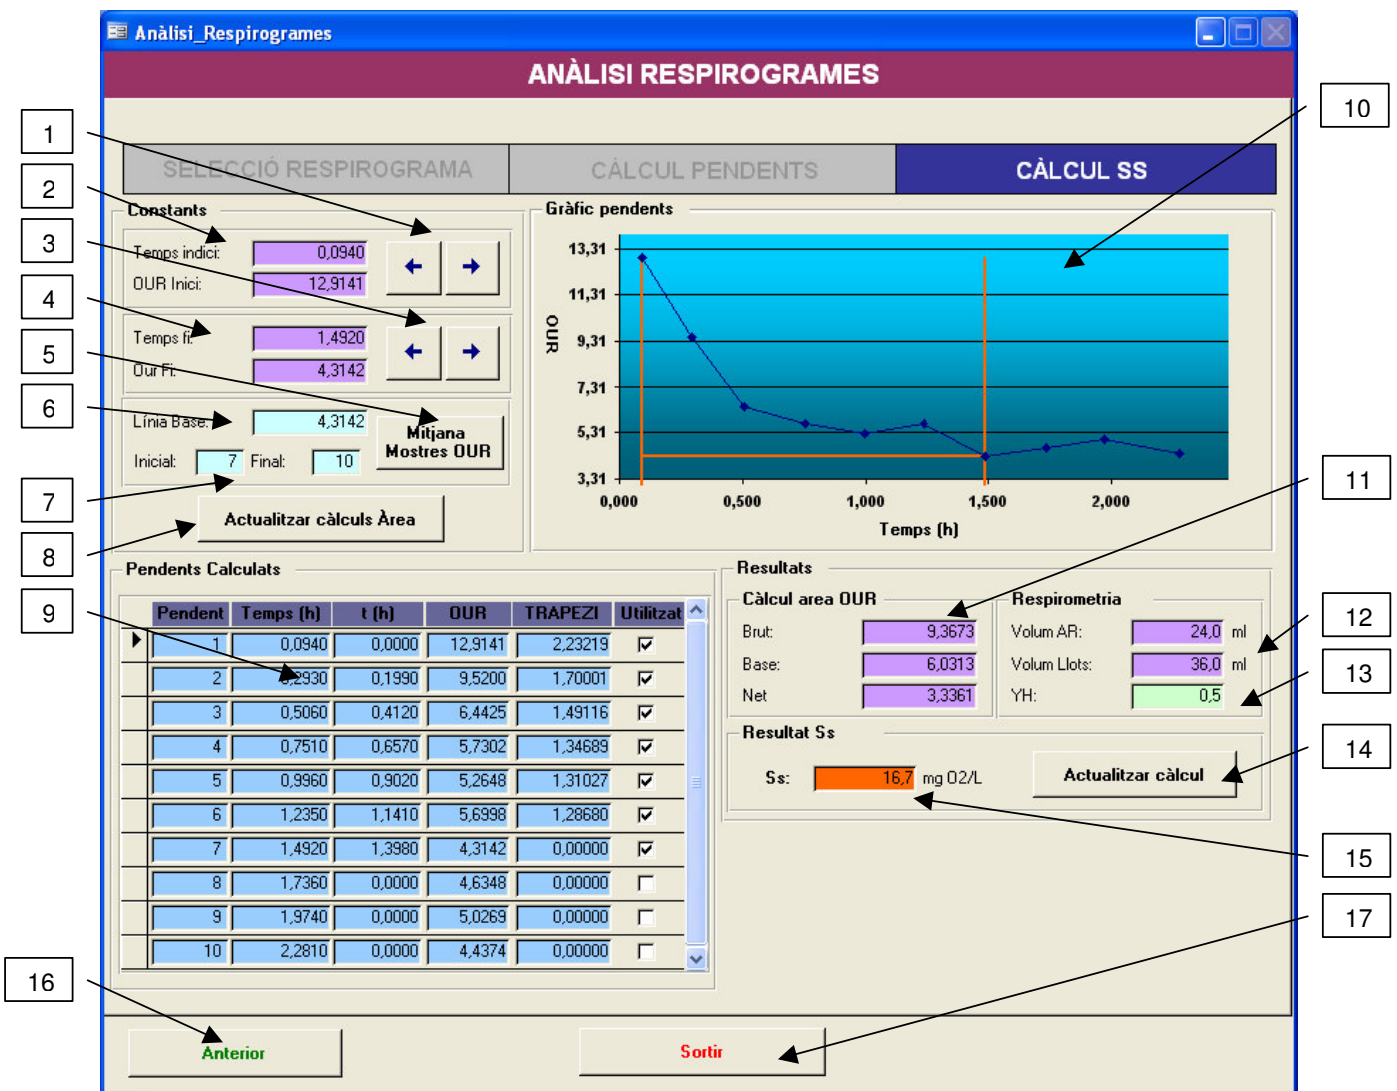 Anàlisi_Respirogrames
ANÀLISI RESPIROGRAMES
SELECCIÓ RESPIROGRAMA CÀLCUL PENDENTS CÀLCUL SS
1
2
3
4
5
6
7
8
9
10
11
12
13
14
15
16
17
Constants
Temps indici: 0,0940
OUR Inici: 12,9141
Temps fi: 1,4920
Our Fi: 4,3142
Línia Base: 4,3142
Mitjana
Mostres OUR
Inicial: 7 Final: 10
Actualitzar càlculs Àrea
Gràfic pendents
OUR
13,31
11,31
9,31
7,31
5,31
3,31
0,000 0,500 1,000 1,500 2,000
Temps (h)
Pendents Calculats
Pendent Temps (h) t (h) OUR TRAPEZI Utilitzat
1 0,0940 0,0000 12,9141 2,23219
2 0,2930 0,1990 9,5200 1,70001
3 0,5060 0,4120 6,4425 1,49116
4 0,7510 0,6570 5,7302 1,34689
5 0,9960 0,9020 5,2648 1,31027
6 1,2350 1,1410 5,6998 1,28680
7 1,4920 1,3980 4,3142 0,00000
8 1,7360 0,0000 4,6348 0,00000
9 1,9740 0,0000 5,0269 0,00000
10 2,2810 0,0000 4,4374 0,00000
Resultats
Càlcul area OUR
Brut: 9,3673
Base: 6,0313
Net 3,3361
Respirometria
Volum AR: 24,0 ml
Volum Llots: 36,0 ml
YH: 0,5
Resultat Ss
Ss: 16,7 mg O2/L
Actualitzar càlcul
Anterior
Sortir